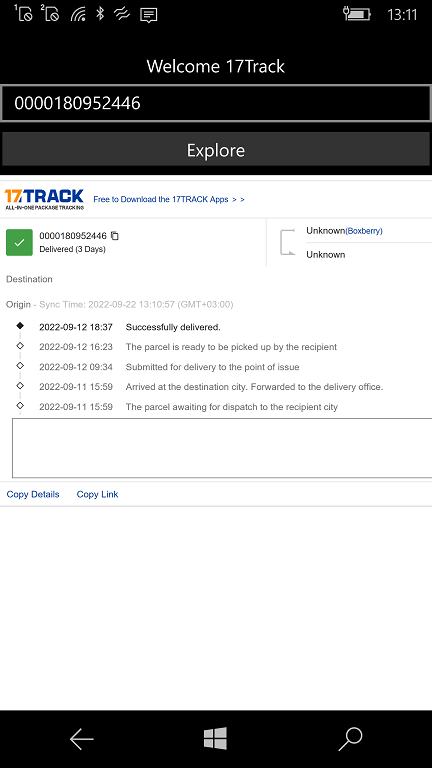 1 2 13:11
Welcome 17Track
0000180952446
Explore
17TRACK Free to Download the 17TRACK Apps > >
ALL-IN-ONE PACKAGE TRACKING
0000180952446
Delivered (3 Days)
Unknown(Boxberry)
Unknown
Destination
Origin - Sync Time: 2022-09-22 13:10:57 (GMT+03:00)
2022-09-12 18:37 Successfully delivered.
2022-09-12 16:23 The parcel is ready to be picked up by the recipient
2022-09-12 09:34 Submitted for delivery to the point of issue
2022-09-11 15:59 Arrived at the destination city. Forwarded to the delivery office.
2022-09-11 15:59 The parcel awaiting for dispatch to the recipient city
Copy Details Copy Link